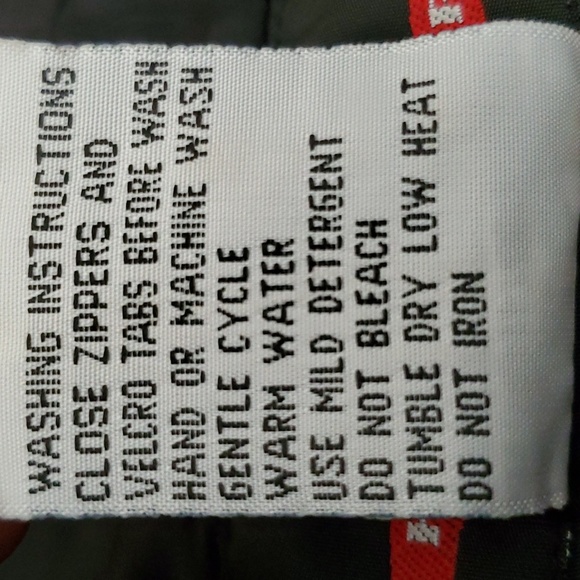 WASHING INSTRUCTIONS
CLOSE ZIPPERS AND
VELCRO TABS BEFORE WASH
HAND OR MACHINE WASH
GENTLE CYCLE
WARM WATER
USE MILD DETERGENT
DO NOT BLEACH
TUMBLE DRY LOW HEAT
DO NOT IRON